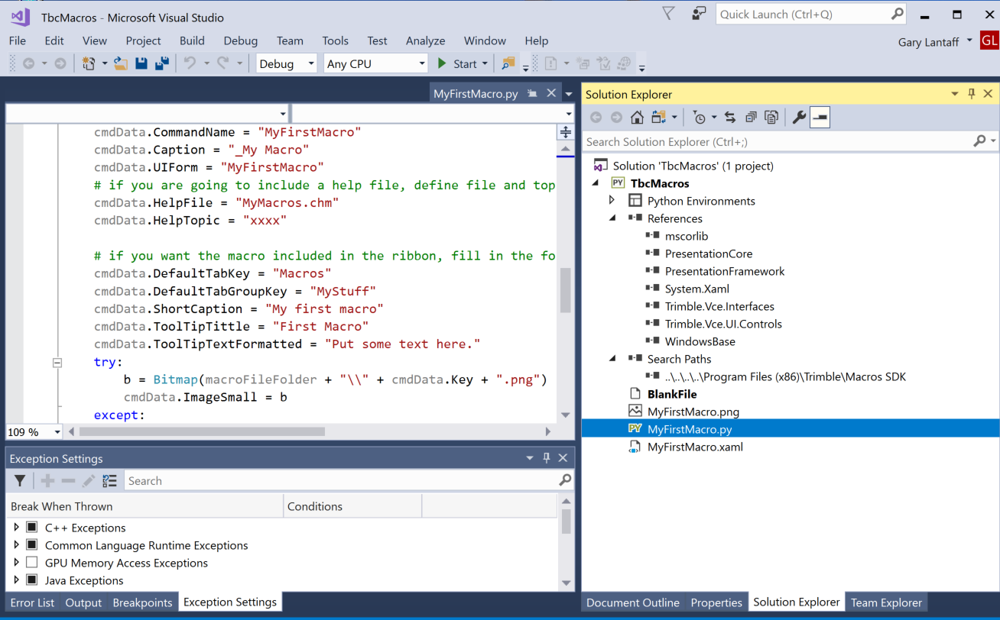 TbcMacros - Microsoft Visual Studio
Quick Launch (Ctrl+Q)
File Edit View Project Build Debug Team Tools Test Analyze Window Help
Gary Lantaff
GL
Debug
Any CPU
Start
MyFirstMacro.py
cmdData.CommandName = "MyFirstMacro"
cmdData.Caption = "_My Macro"
cmdData.UIForm = "MyFirstMacro"
# if you are going to include a help file, define file and top
cmdData.HelpFile = "MyMacros.chm"
cmdData.HelpTopic = "xxxx"
# if you want the macro included in the ribbon, fill in the fo
cmdData.DefaultTabKey = "Macros"
cmdData.DefaultTabGroupKey = "MyStuff"
cmdData.ShortCaption = "My first macro"
cmdData.ToolTipTittle = "First Macro"
cmdData.ToolTipTextFormatted = "Put some text here."
try:
b = Bitmap(macroFileFolder + "\\" + cmdData.Key + ".png")
cmdData.ImageSmall = b
except:
109 %
Exception Settings
Search
Break When Thrown
Conditions
C++ Exceptions
Common Language Runtime Exceptions
GPU Memory Access Exceptions
Java Exceptions
Error List Output Breakpoints Exception Settings
Solution Explorer
Search Solution Explorer (Ctrl+;)
Solution 'TbcMacros' (1 project)
PY TbcMacros
Python Environments
References
mscorlib
PresentationCore
PresentationFramework
System.Xaml
Trimble.Vce.Interfaces
Trimble.Vce.UI.Controls
WindowsBase
Search Paths
..\..\..\..\Program Files (x86)\Trimble\Macros SDK
BlankFile
MyFirstMacro.png
PY MyFirstMacro.py
MyFirstMacro.xaml
Document Outline Properties Solution Explorer Team Explorer